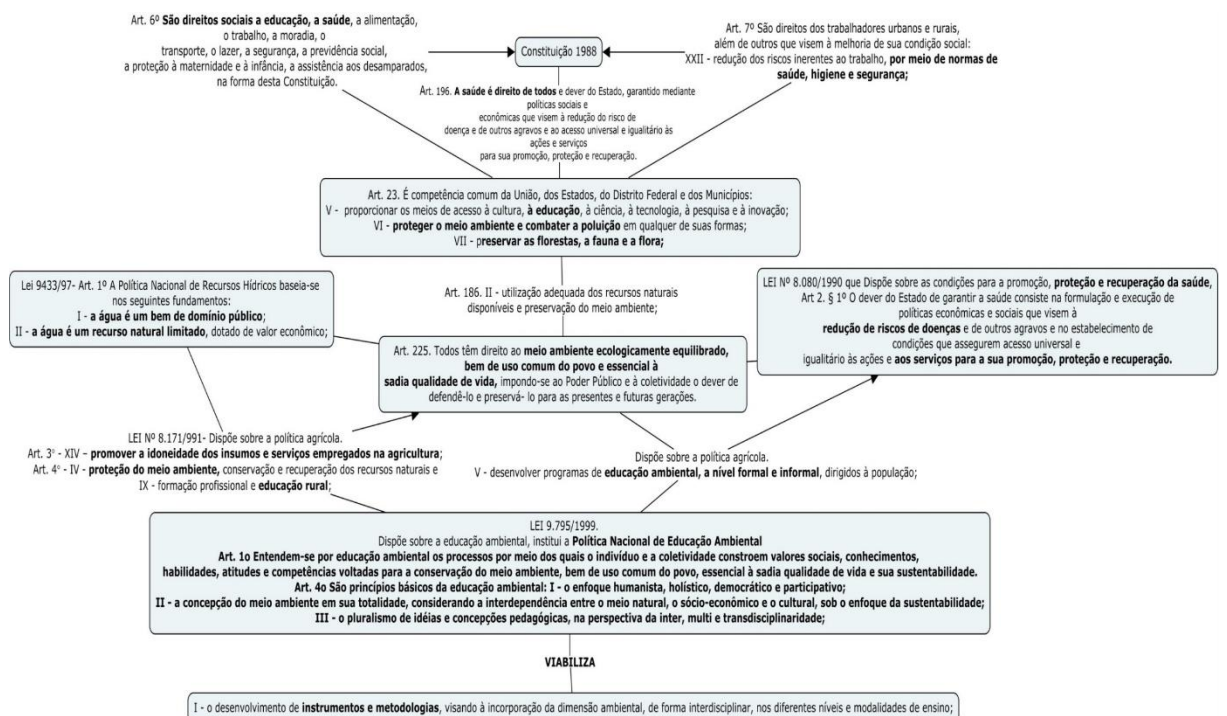 Art. 6º São direitos sociais a educação, a saúde, a alimentação,
o trabalho, a moradia, o
transporte, o lazer, a segurança, a previdência social,
a proteção à maternidade e à infância, a assistência aos desamparados,
na forma desta Constituição.
Constituição 1988
Art. 7º São direitos dos trabalhadores urbanos e rurais,
além de outros que visem à melhoria de sua condição social:
XXII - redução dos riscos inerentes ao trabalho, por meio de normas de
saúde, higiene e segurança;
Art. 196. A saúde é direito de todos e dever do Estado, garantido mediante
políticas sociais e
econômicas que visem à redução do risco de
doença e de outros agravos e ao acesso universal e igualitário às
ações e serviços
para sua promoção, proteção e recuperação.
Art. 23. É competência comum da União, dos Estados, do Distrito Federal e dos Municípios:
V - proporcionar os meios de acesso à cultura, à educação, à ciência, à tecnologia, à pesquisa e à inovação;
VI - proteger o meio ambiente e combater a poluição em qualquer de suas formas;
VII - preservar as florestas, a fauna e a flora;
Lei 9433/97- Art. 1º A Política Nacional de Recursos Hídricos baseia-se
nos seguintes fundamentos:
I - a água é um bem de domínio público;
II - a água é um recurso natural limitado, dotado de valor econômico;
Art. 186. II - utilização adequada dos recursos naturais
disponíveis e preservação do meio ambiente;
LEI Nº 8.080/1990 que Dispõe sobre as condições para a promoção, proteção e recuperação da saúde,
Art 2. § 1º O dever do Estado de garantir a saúde consiste na formulação e execução de
políticas econômicas e sociais que visem à
redução de riscos de doenças e de outros agravos e no estabelecimento de
condições que assegurem acesso universal e
igualitário às ações e aos serviços para a sua promoção, proteção e recuperação.
Art. 225. Todos têm direito ao meio ambiente ecologicamente equilibrado,
bem de uso comum do povo e essencial à
sadia qualidade de vida, impondo-se ao Poder Público e à coletividade o dever de
defendê-lo e preservá- lo para as presentes e futuras gerações.
LEI Nº 8.171/991- Dispõe sobre a política agrícola.
Art. 3° - XIV – promover a idoneidade dos insumos e serviços empregados na agricultura;
Art. 4° - IV - proteção do meio ambiente, conservação e recuperação dos recursos naturais e
IX - formação profissional e educação rural;
Dispõe sobre a política agrícola.
V - desenvolver programas de educação ambiental, a nível formal e informal, dirigidos à população;
LEI 9.795/1999.
Dispõe sobre a educação ambiental, institui a Política Nacional de Educação Ambiental
Art. 1o Entendem-se por educação ambiental os processos por meio dos quais o indivíduo e a coletividade constroem valores sociais, conhecimentos,
habilidades, atitudes e competências voltadas para a conservação do meio ambiente, bem de uso comum do povo, essencial à sadia qualidade de vida e sua sustentabilidade.
Art. 4o São princípios básicos da educação ambiental: I - o enfoque humanista, holístico, democrático e participativo;
II - a concepção do meio ambiente em sua totalidade, considerando a interdependência entre o meio natural, o sócio-econômico e o cultural, sob o enfoque da sustentabilidade;
III - o pluralismo de idéias e concepções pedagógicas, na perspectiva da inter, multi e transdisciplinaridade;
VIABILIZA
I - o desenvolvimento de instrumentos e metodologias, visando à incorporação da dimensão ambiental, de forma interdisciplinar, nos diferentes níveis e modalidades de ensino;